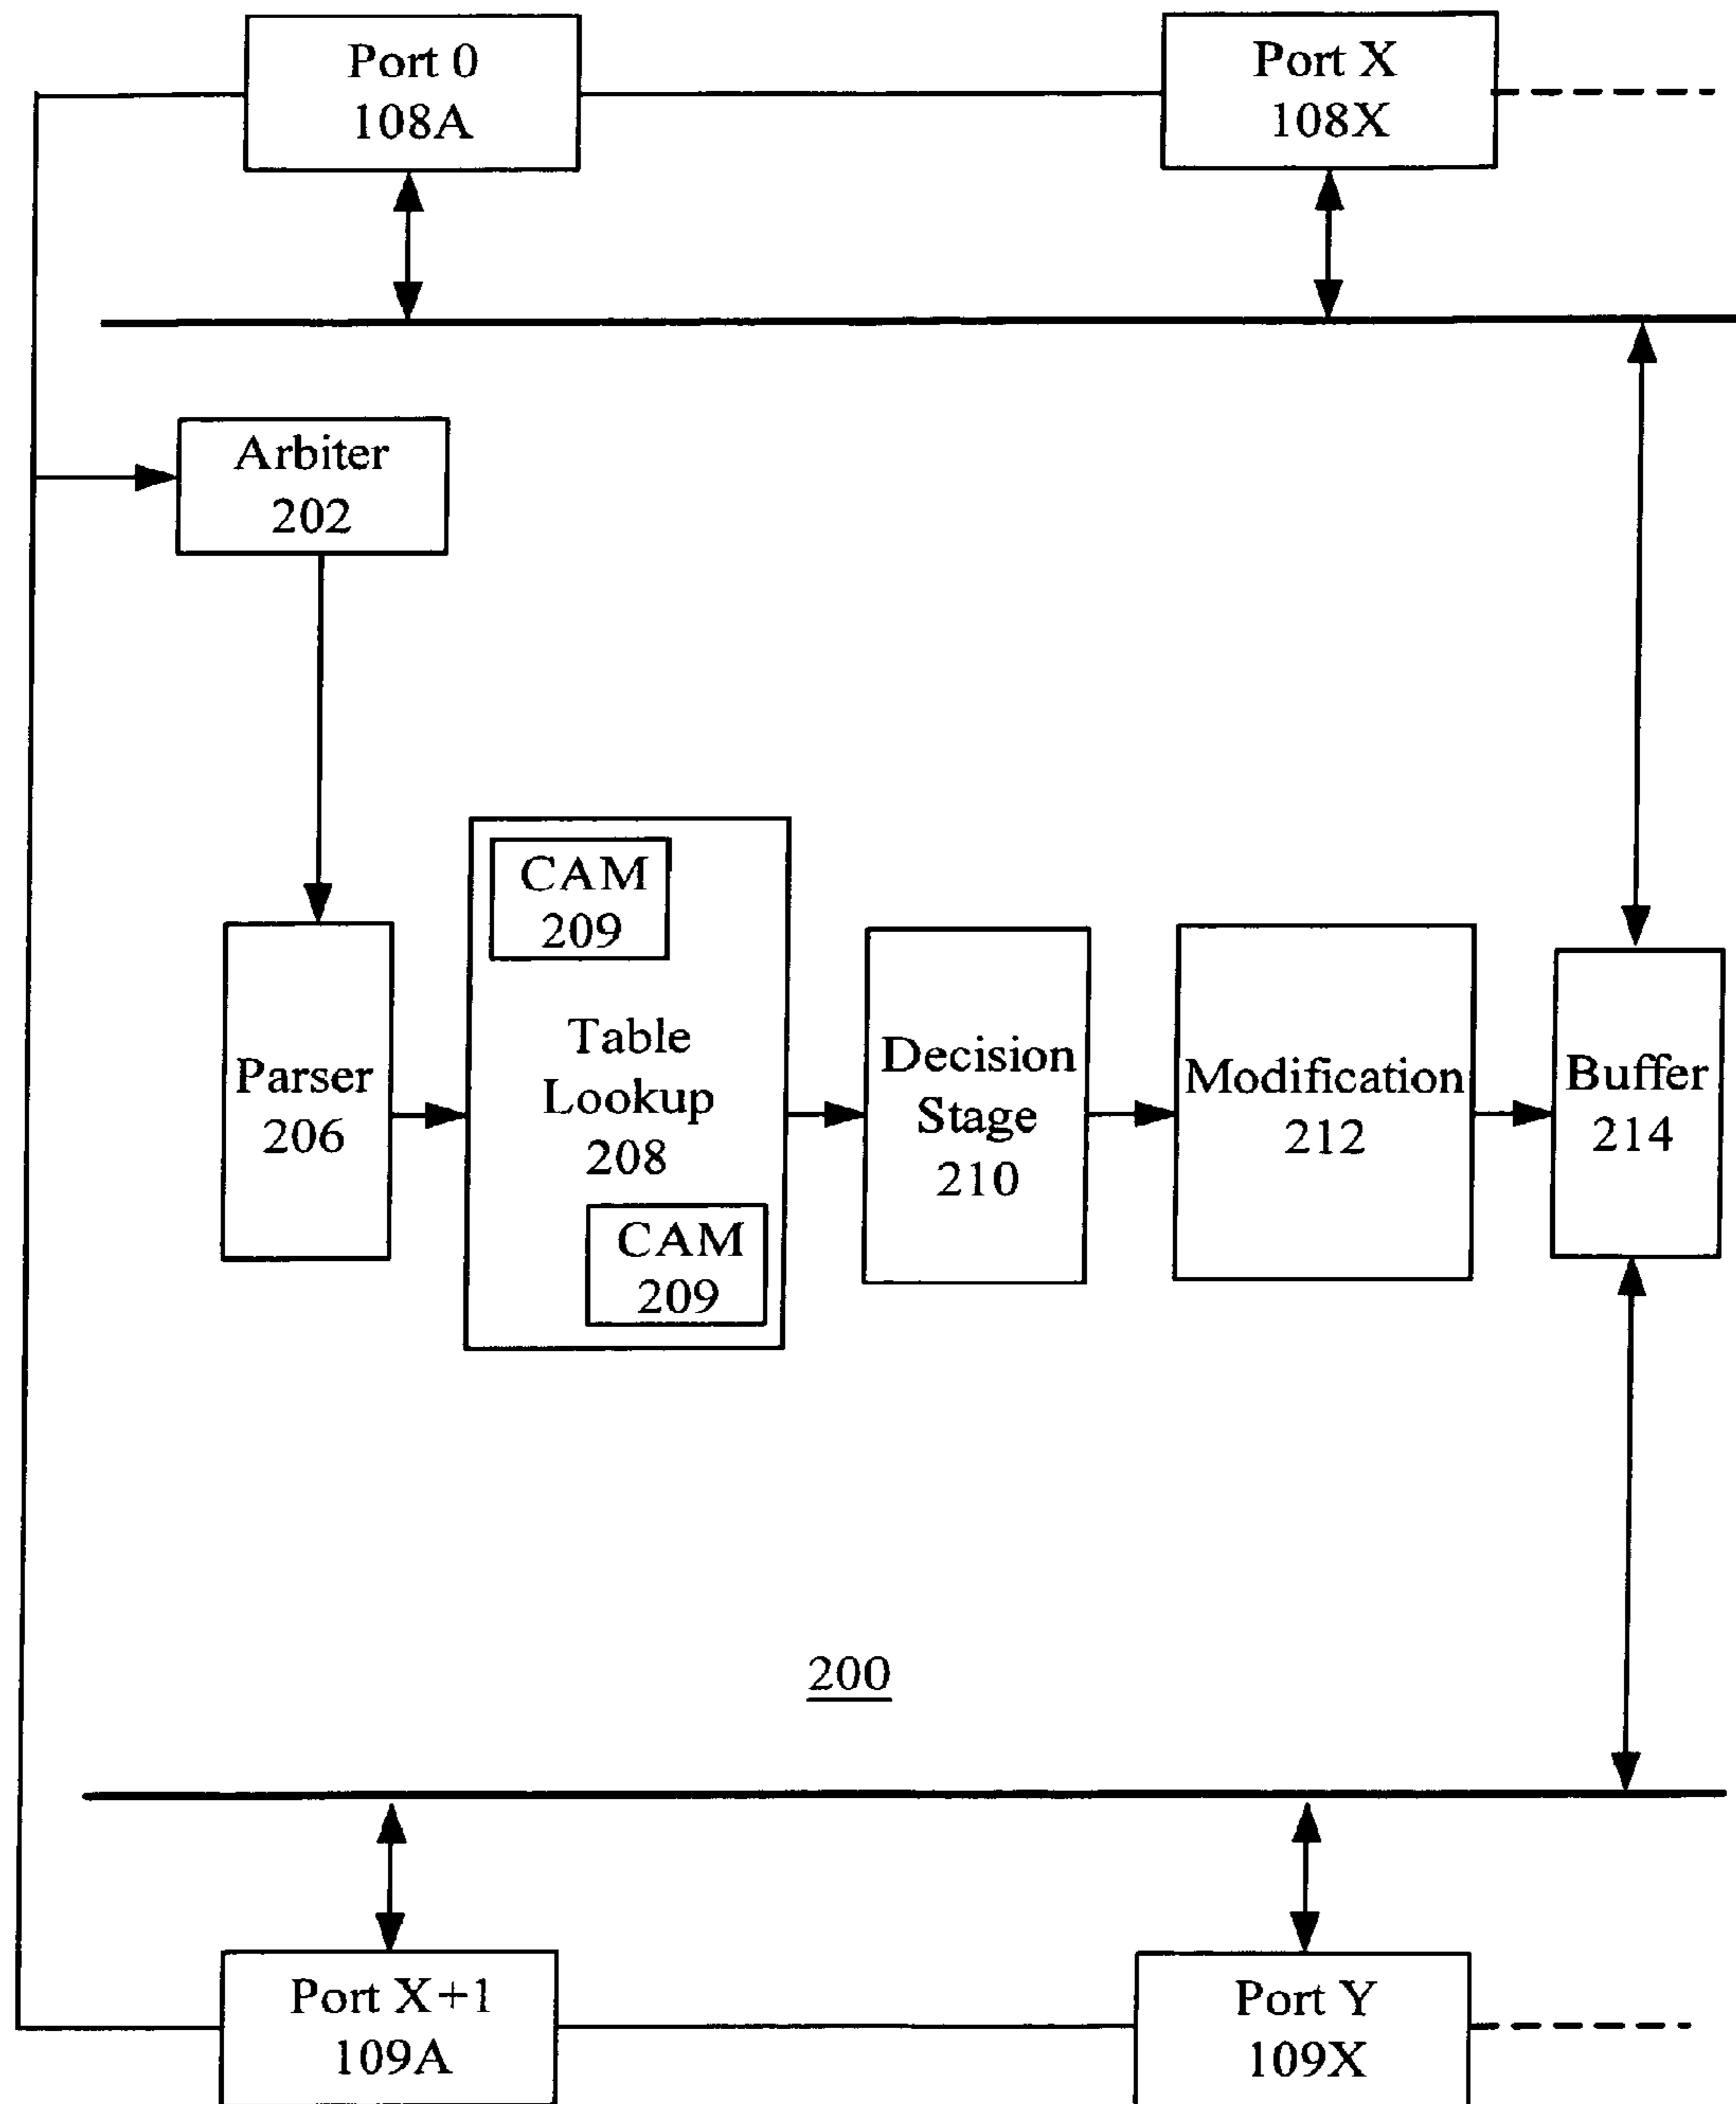 Port 0
108A
Port X
108X
Arbiter
202
CAM
209
Table
Lookup
208
CAM
209
Parser
206
Decision
Stage
210
Modification
212
Buffer
214
200
Port X+1
109A
Port Y
109X